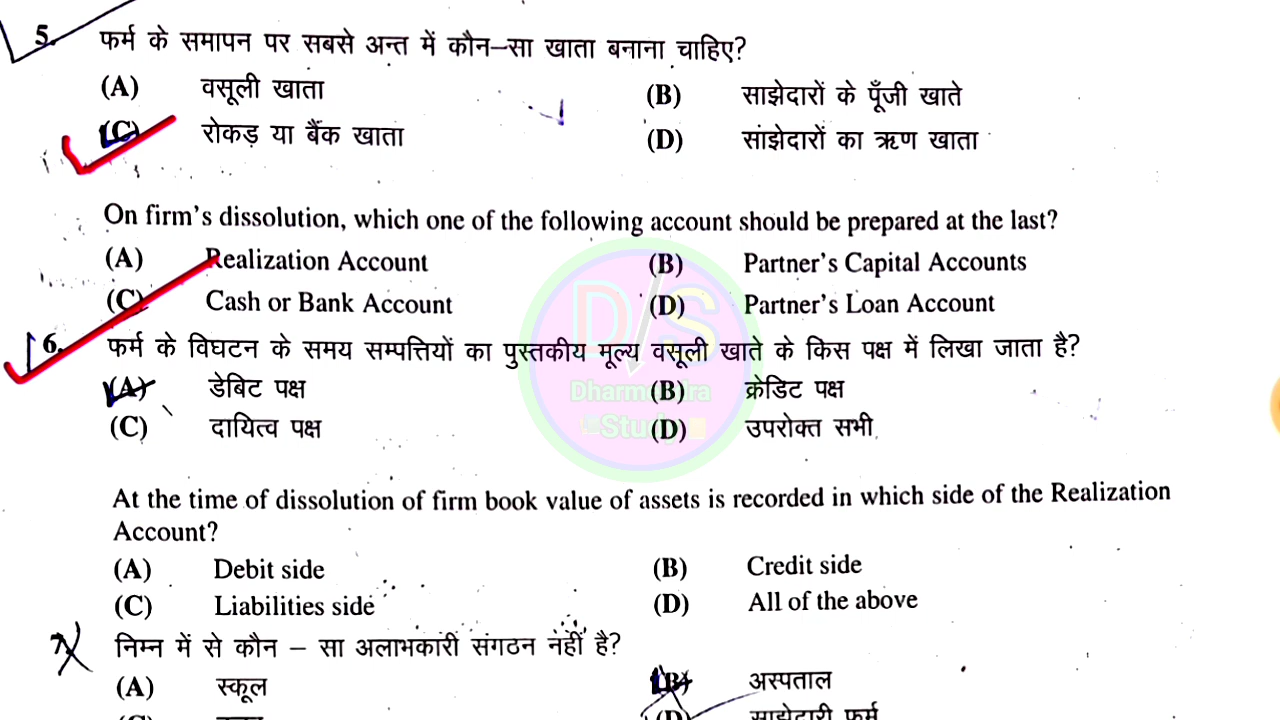 5. फर्म के समापन पर सबसे अन्त में कौन–सा खाता बनाना चाहिए?
(A) वसूली खाता (B) साझेदारों के पूँजी खाते
(C) रोकड़ या बैंक खाता (D) सांझेदारों का ऋण खाता
On firm's dissolution, which one of the following account should be prepared at the last?
(A) Realization Account (B) Partner's Capital Accounts
(C) Cash or Bank Account (D) Partner's Loan Account
6. फर्म के विघटन के समय सम्पत्तियों का पुस्तकीय मूल्य वसूली खाते के किस पक्ष में लिखा जाता है?
(A) डेबिट पक्ष (B) क्रेडिट पक्ष
(C) दायित्व पक्ष (D) उपरोक्त सभी
D/S
Dharmendra
Study
At the time of dissolution of firm book value of assets is recorded in which side of the Realization
Account?
(A) Debit side (B) Credit side
(C) Liabilities side (D) All of the above
निम्न में से कौन – सा अलाभकारी संगठन नहीं है?
(A) स्कूल (B) अस्पताल
(D) साझेदारी फर्म